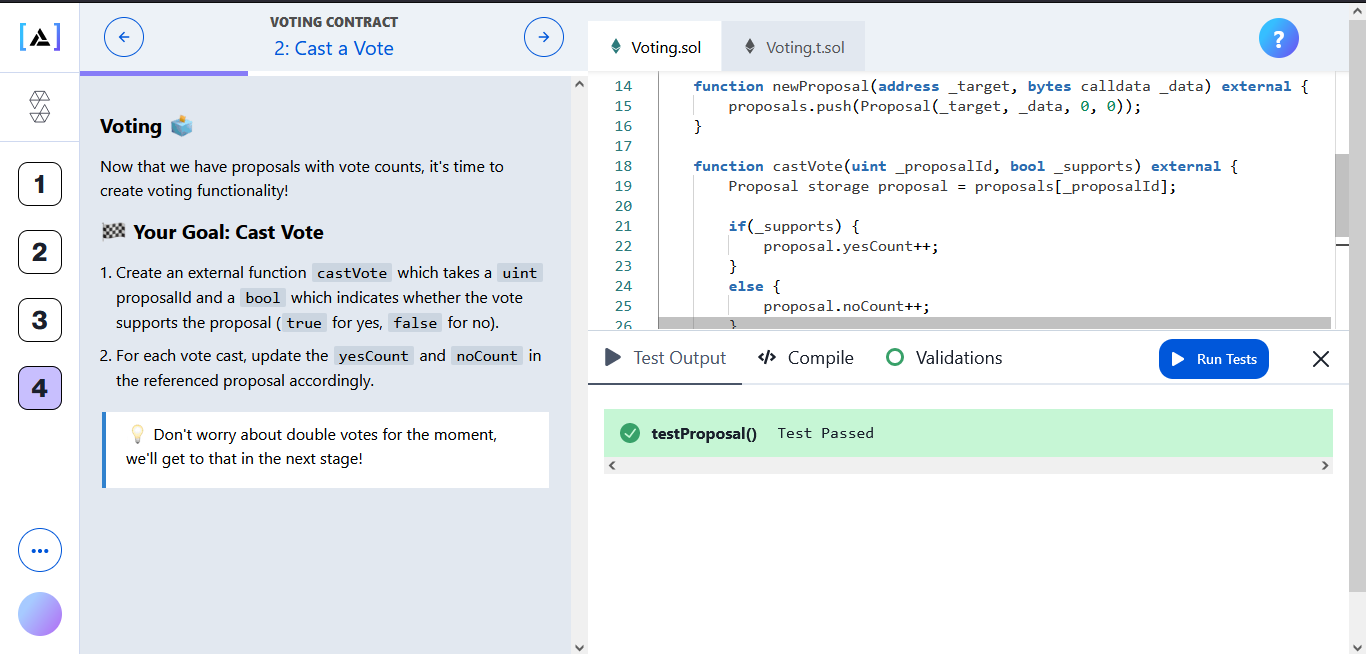 [A]
VOTING CONTRACT
2: Cast a Vote
1
2
3
4
Voting
Now that we have proposals with vote counts, it's time to
create voting functionality!
Your Goal: Cast Vote
1. Create an external function castVote which takes a uint
proposalId and a bool which indicates whether the vote
supports the proposal ( true for yes, false for no).
2. For each vote cast, update the yesCount and noCount in
the referenced proposal accordingly.
Don't worry about double votes for the moment,
we'll get to that in the next stage!
Voting.sol
Voting.t.sol
?
14 function newProposal(address _target, bytes calldata _data) external {
15 proposals.push(Proposal(_target, _data, 0, 0));
16 }
17
18 function castVote(uint _proposalId, bool _supports) external {
19 Proposal storage proposal = proposals[_proposalId];
20
21 if(_supports) {
22 proposal.yesCount++;
23 }
24 else {
25 proposal.noCount++;
26 }
Test Output
</> Compile
Validations
Run Tests
testProposal() Test Passed